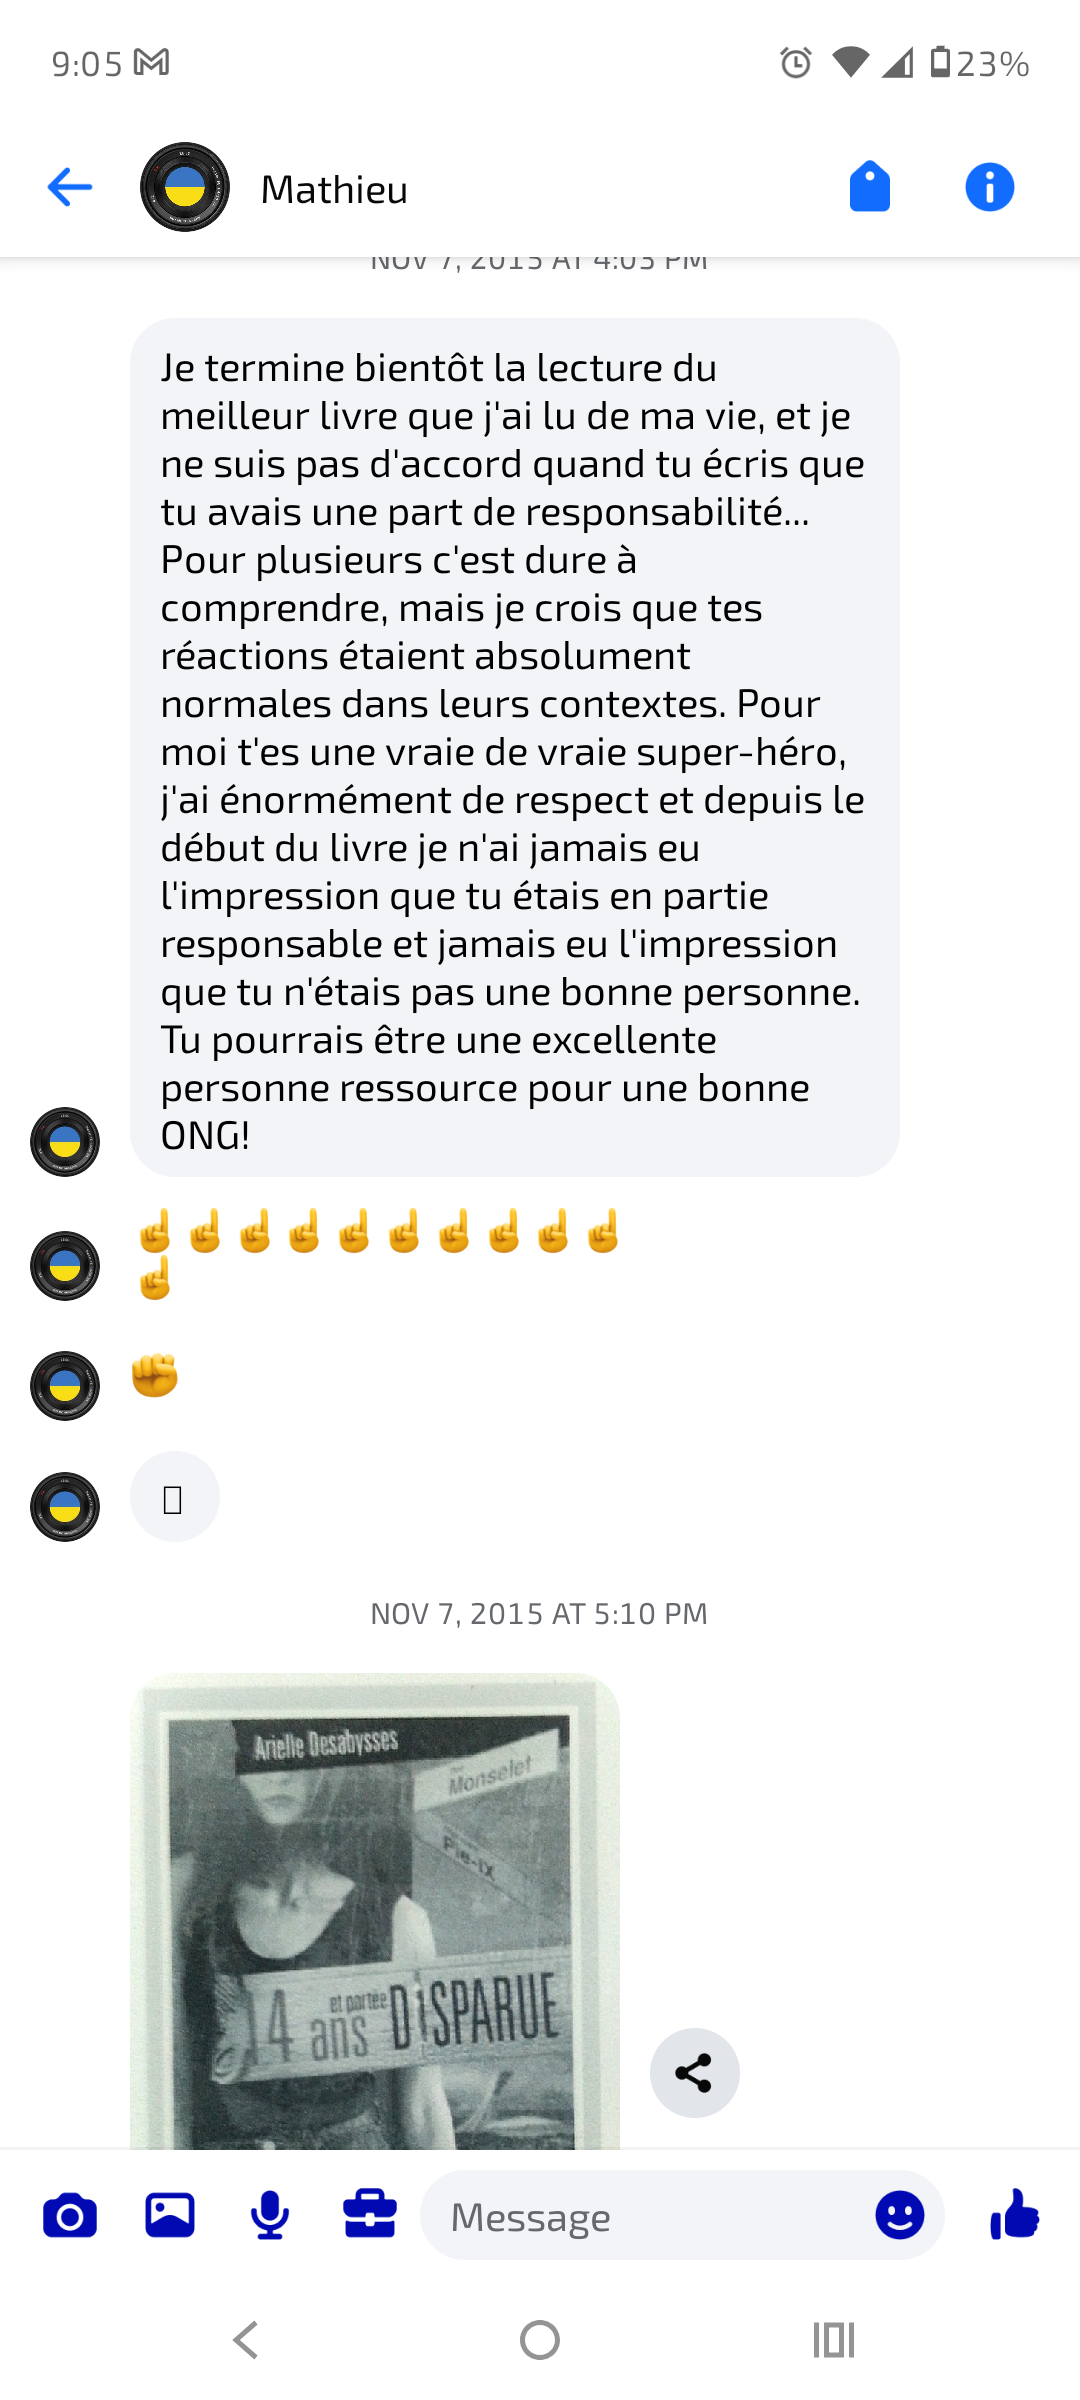 9:05
23%
Mathieu
NOV 7, 2015 AT 4:03 PM
Je termine bientôt la lecture du
meilleur livre que j'ai lu de ma vie, et je
ne suis pas d'accord quand tu écris que
tu avais une part de responsabilité...
Pour plusieurs c'est dure à
comprendre, mais je crois que tes
réactions étaient absolument
normales dans leurs contextes. Pour
moi t'es une vraie de vraie super-héro,
j'ai énormément de respect et depuis le
début du livre je n'ai jamais eu
l'impression que tu étais en partie
responsable et jamais eu l'impression
que tu n'étais pas une bonne personne.
Tu pourrais être une excellente
personne ressource pour une bonne
ONG!
☝☝☝☝☝☝☝☝☝☝
☝
✊
NOV 7, 2015 AT 5:10 PM
Arielle Desabysses
Monselet
Pie-IX
14 ans et portée DiSPARUE
Message